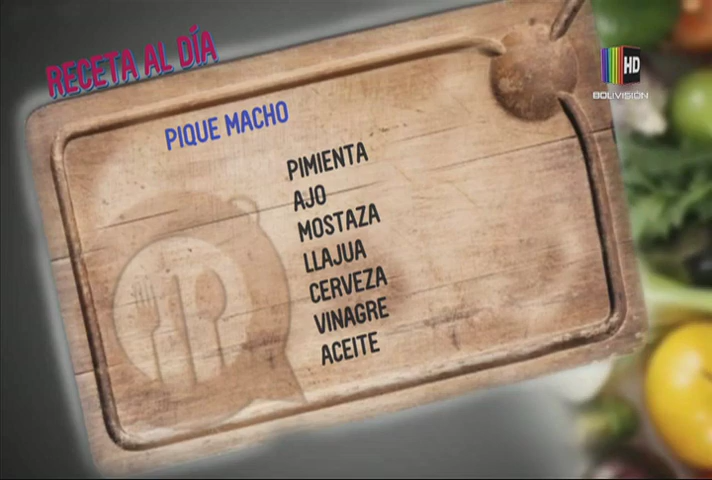 RECETA AL DÍA
HD
BOLIVISIÓN
PIQUE MACHO
PIMIENTA
AJO
MOSTAZA
LLAJUA
CERVEZA
VINAGRE
ACEITE